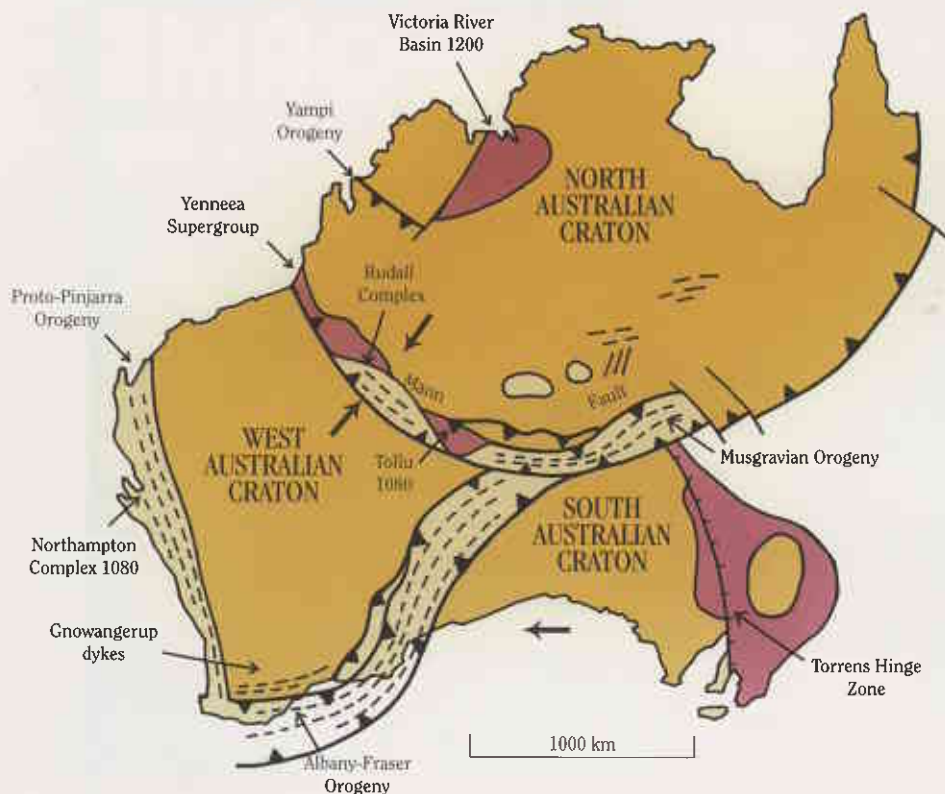 Victoria River
Basin 1200
Yampi
Orogeny
NORTH
AUSTRALIAN
CRATON
Yenneea
Supergroup
Rudall
Complex
Proto-Pinjarra
Orogeny
Mann
Fault
WEST
AUSTRALIAN
CRATON
Tollu
1080
Musgravian Orogeny
SOUTH
AUSTRALIAN
CRATON
Northampton
Complex 1080
Gnowangerup
dykes
Torrens Hinge
Zone
1000 km
Albany-Fraser
Orogeny